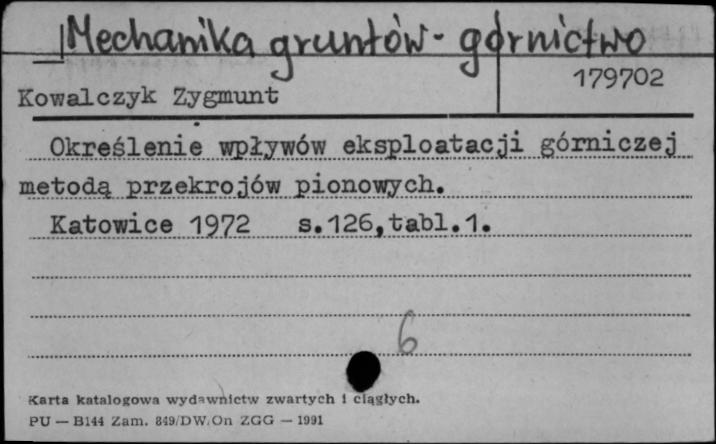 Mechanika gruntów - górnictwo
179702
Kowalczyk Zygmunt
Określenie wpływów eksploatacji górniczej
metodą przekrojów pionowych.
Katowice 1972 s.126,tabl.1.
6
Karta katalogowa wydawnictw zwartych i ciągłych.
PU — B144 Zam. 849/DW/On ZGG — 1991